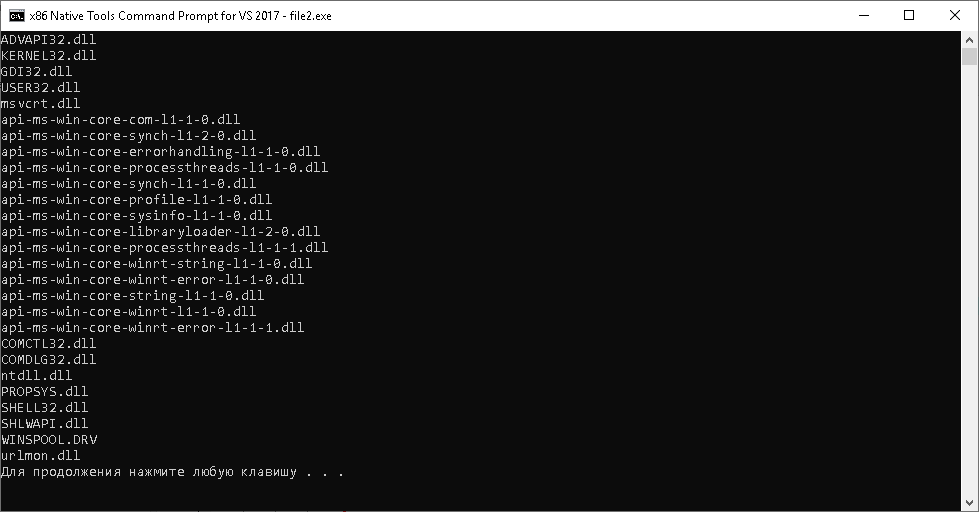 x86 Native Tools Command Prompt for VS 2017 - file2.exe
ADVAPI32.dll
KERNEL32.dll
GDI32.dll
USER32.dll
msvcrt.dll
api-ms-win-core-com-l1-1-0.dll
api-ms-win-core-synch-l1-2-0.dll
api-ms-win-core-errorhandling-l1-1-0.dll
api-ms-win-core-processthreads-l1-1-0.dll
api-ms-win-core-synch-l1-1-0.dll
api-ms-win-core-profile-l1-1-0.dll
api-ms-win-core-sysinfo-l1-1-0.dll
api-ms-win-core-libraryloader-l1-2-0.dll
api-ms-win-core-processthreads-l1-1-1.dll
api-ms-win-core-winrt-string-l1-1-0.dll
api-ms-win-core-winrt-error-l1-1-0.dll
api-ms-win-core-string-l1-1-0.dll
api-ms-win-core-winrt-l1-1-0.dll
api-ms-win-core-winrt-error-l1-1-1.dll
COMCTL32.dll
COMDLG32.dll
ntdll.dll
PROPSYS.dll
SHELL32.dll
SHLWAPI.dll
WINSPOOL.DRV
urlmon.dll
Для продолжения нажмите любую клавишу . . .